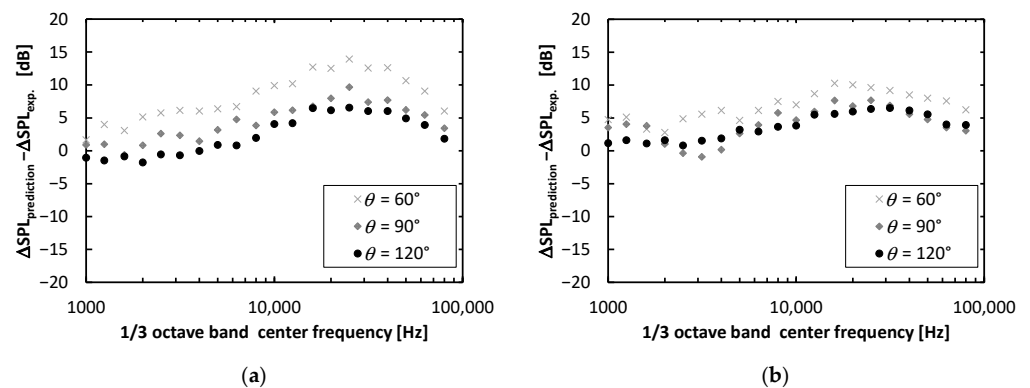 20
15
10
5
0
−5
−10
−15
−20
ΔSPLprediction −ΔSPLexp. [dB]
θ = 60°
θ = 90°
θ = 120°
1000 10,000 100,000
1/3 octave band center frequency [Hz]
(a)
20
15
10
5
0
−5
−10
−15
−20
ΔSPLprediction −ΔSPLexp. [dB]
θ = 60°
θ = 90°
θ = 120°
1000 10,000 100,000
1/3 octave band center frequency [Hz]
(b)